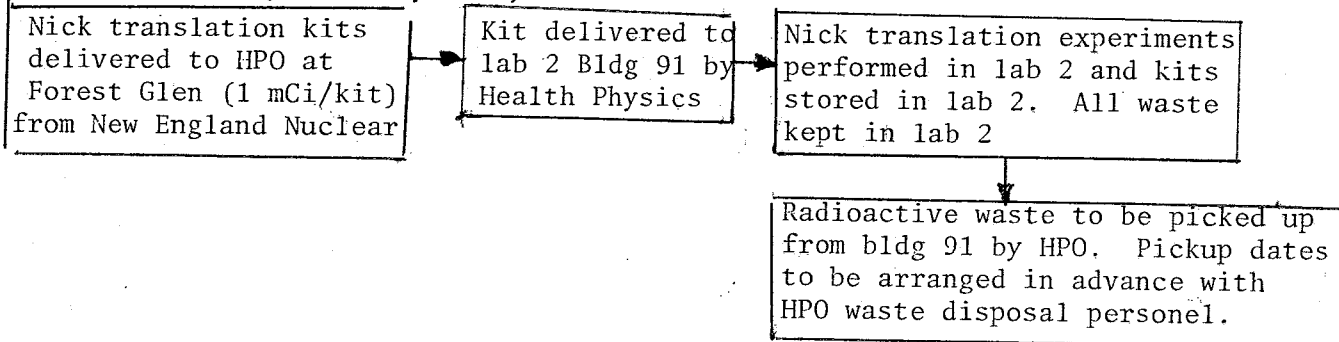 Nick translation kits
delivered to HPO at
Forest Glen (1 mCi/kit)
from New England Nuclear
Kit delivered to
lab 2 Bldg 91 by
Health Physics
Nick translation experiments
performed in lab 2 and kits
stored in lab 2. All waste
kept in lab 2
Radioactive waste to be picked up
from bldg 91 by HPO. Pickup dates
to be arranged in advance with
HPO waste disposal personel.